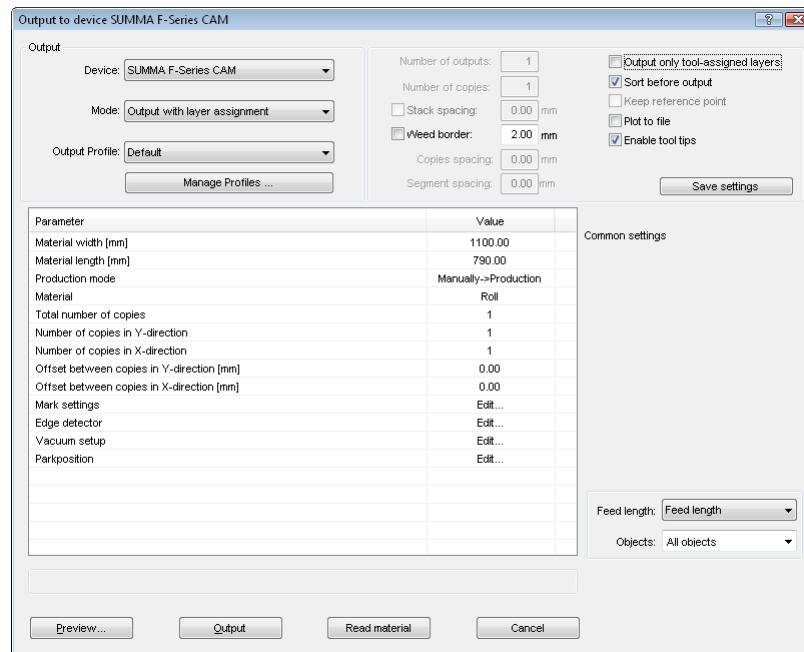 Output to device SUMMA F-Series CAM
Output
Device: SUMMA F-Series CAM
Mode: Output with layer assignment
Output Profile: Default
Manage Profiles ...
Number of outputs: 1
Number of copies: 1
Stack spacing: 0.00 mm
Weed border: 2.00 mm
Copies spacing: 0.00 mm
Segment spacing: 0.00 mm
Output only tool-assigned layers
Sort before output
Keep reference point
Plot to file
Enable tool tips
Save settings
Parameter Value
Material width [mm] 1100.00
Material length [mm] 790.00
Production mode Manually->Production
Material Roll
Total number of copies 1
Number of copies in Y-direction 1
Number of copies in X-direction 1
Offset between copies in Y-direction [mm] 0.00
Offset between copies in X-direction [mm] 0.00
Mark settings Edit...
Edge detector Edit...
Vacuum setup Edit...
Parkposition Edit...
Common settings
Feed length: Feed length
Objects: All objects
Preview... Output Read material Cancel